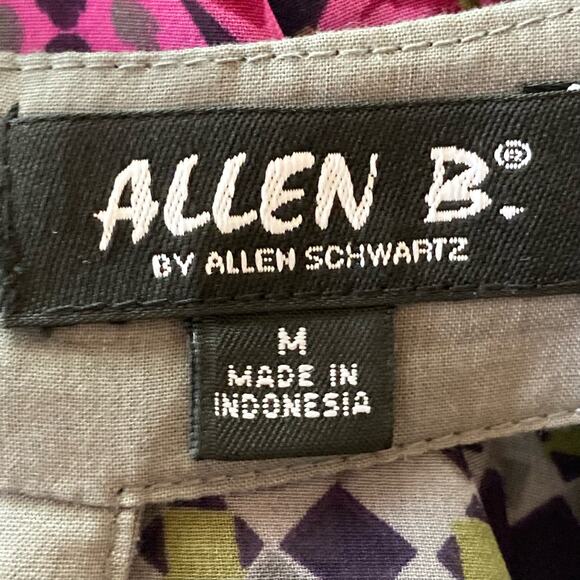 ALLEN B.®
BY ALLEN SCHWARTZ
M
MADE IN
INDONESIA